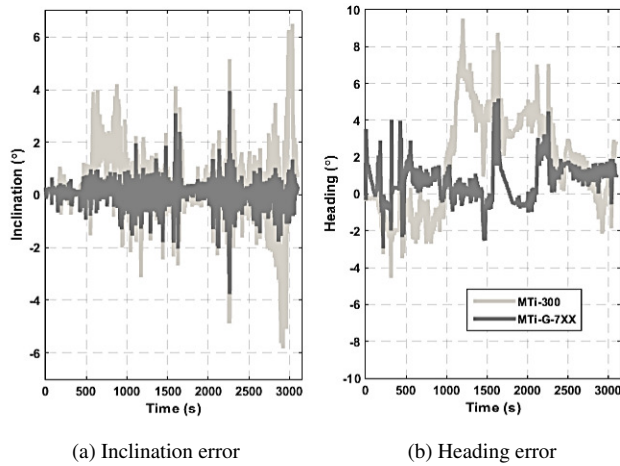 6
4
2
0
-2
-4
-6
Inclination (°)
0 500 1000 1500 2000 2500 3000
Time (s)
(a) Inclination error
10
8
6
4
2
0
-2
-4
-6
-8
-10
Heading (°)
MTi-300
MTi-G-7XX
0 500 1000 1500 2000 2500 3000
Time (s)
(b) Heading error